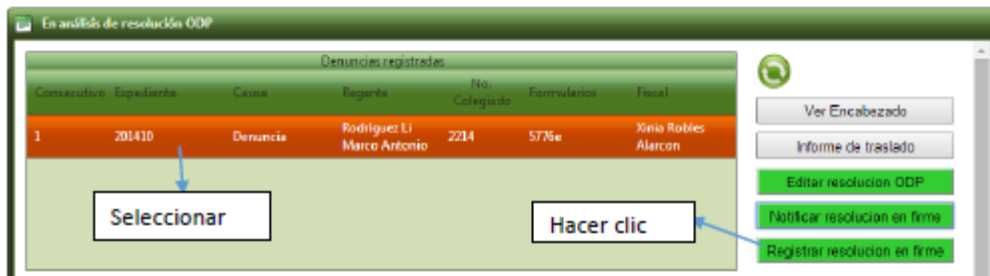 En análisis de resolución ODP
Denuncias registradas
Consecutivo Expediente Causa Regente No. Colegiado Formularios Fiscal
1 201410 Denuncia Rodriguez Li Marco Antonio 2214 5776e Xinia Robles Alarcon
Seleccionar
Hacer clic
Ver Encabezado
Informe de traslado
Editar resolucion ODP
Notificar resolucion en firme
Registrar resolucion en firme